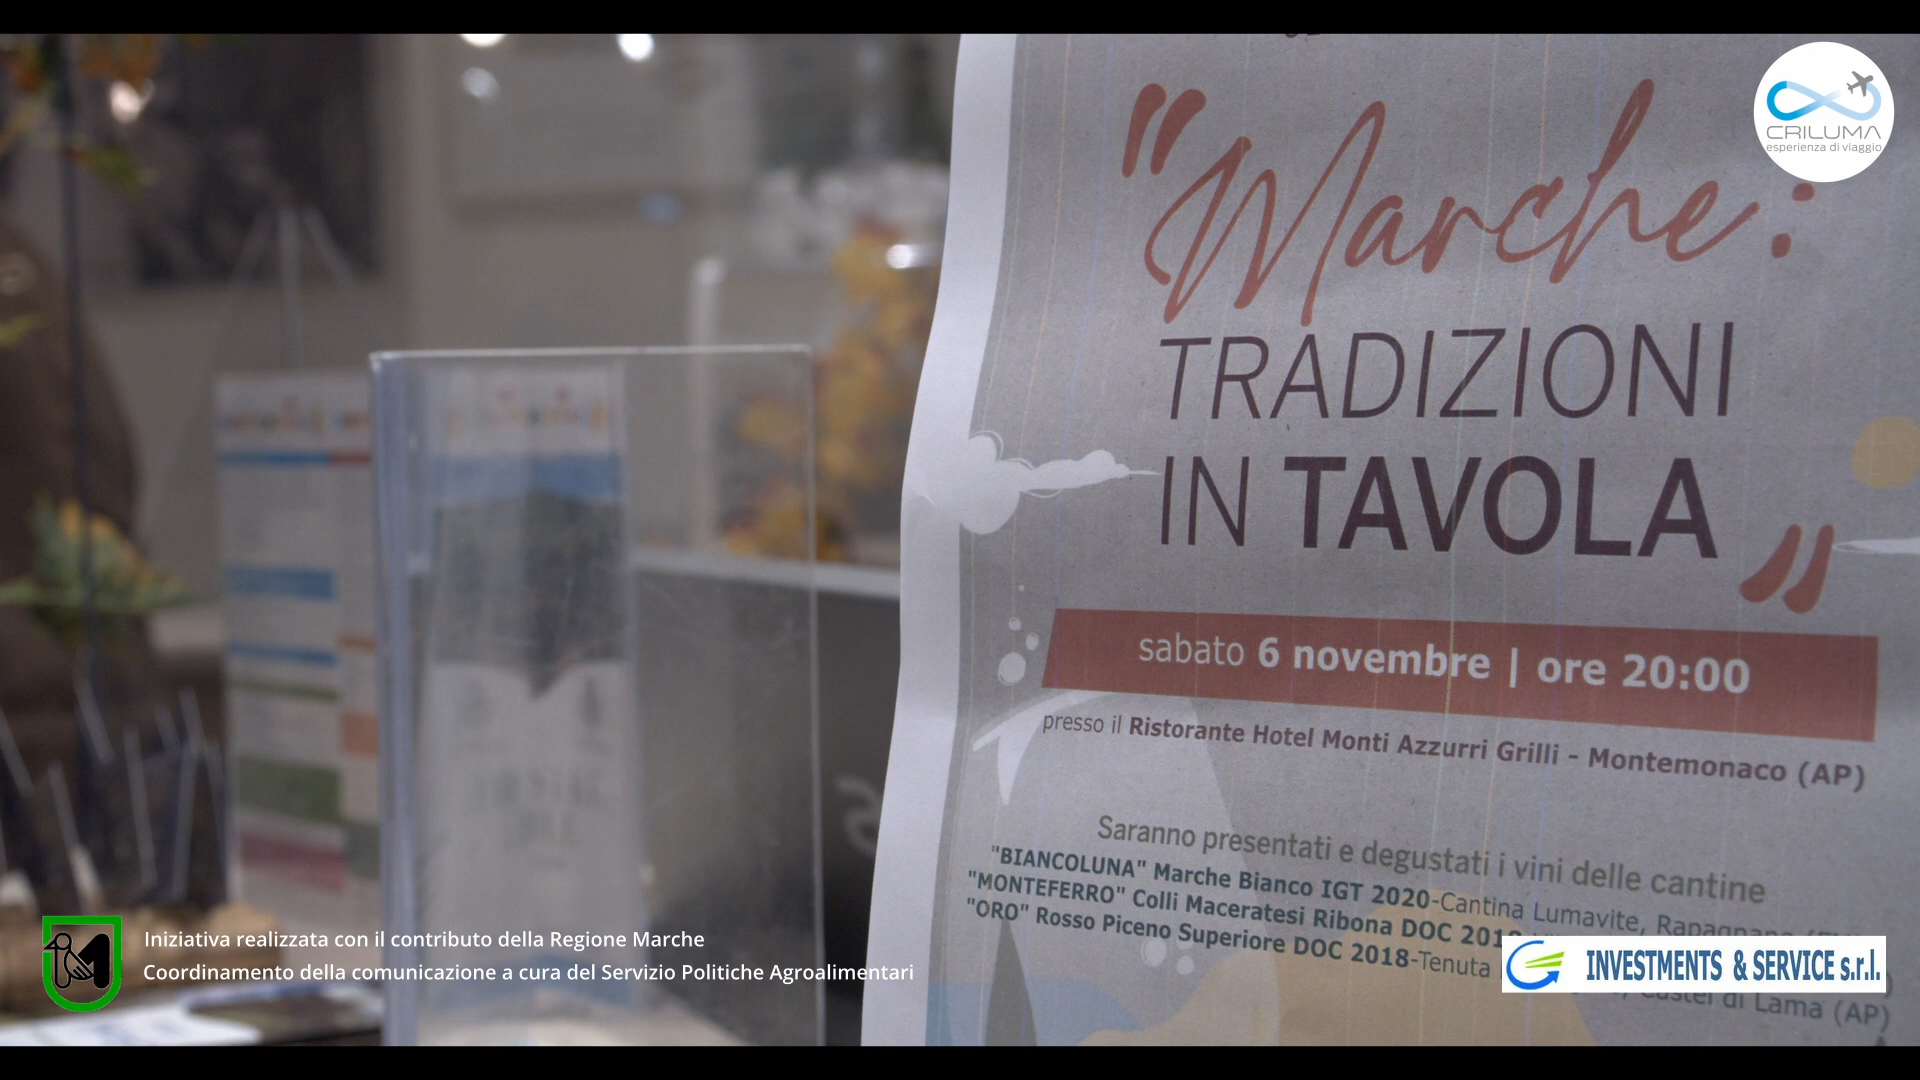 CRILUMA
esperienza di viaggio
"Marche:
TRADIZIONI
IN TAVOLA"
sabato 6 novembre | ore 20:00
presso il Ristorante Hotel Monti Azzurri Grilli - Montemonaco (AP)
Saranno presentati e degustati i vini delle cantine
"BIANCOLUNA" Marche Bianco IGT 2020-Cantina Lumavite, Rapagnano
"MONTEFERRO" Colli Maceratesi Ribona DOC
"ORO" Rosso Piceno Superiore DOC 2018-Tenuta
Castel di Lama (AP)
Iniziativa realizzata con il contributo della Regione Marche
Coordinamento della comunicazione a cura del Servizio Politiche Agroalimentari
INVESTMENTS & SERVICE s.r.l.